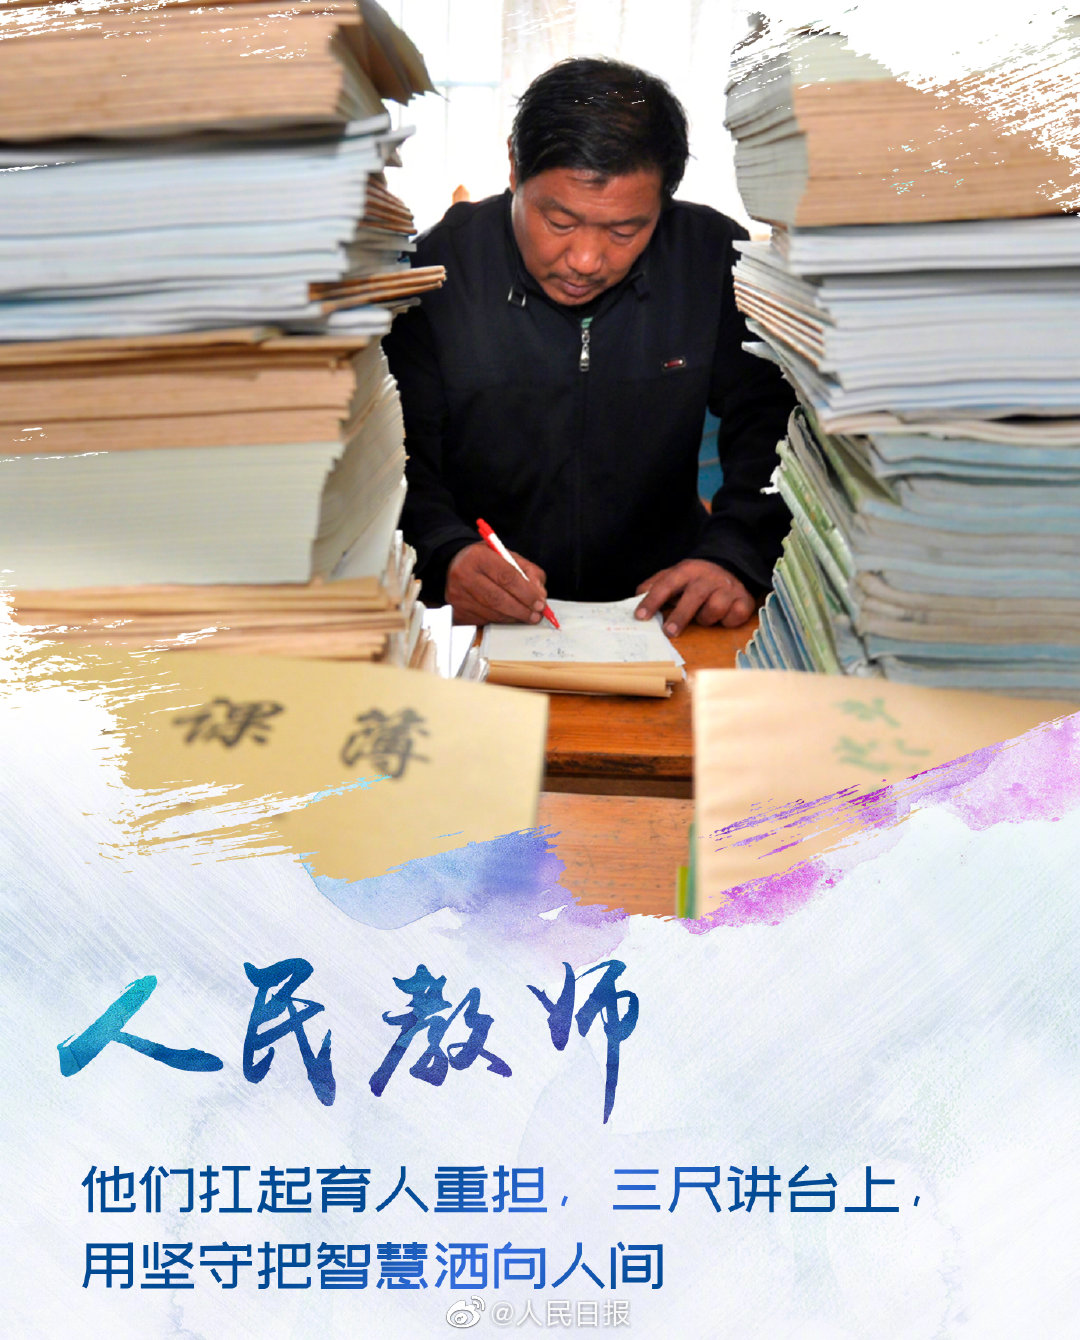 课 薄
人民教师
他们扛起育人重担，三尺讲台上，
用坚守把智慧洒向人间
@人民日报